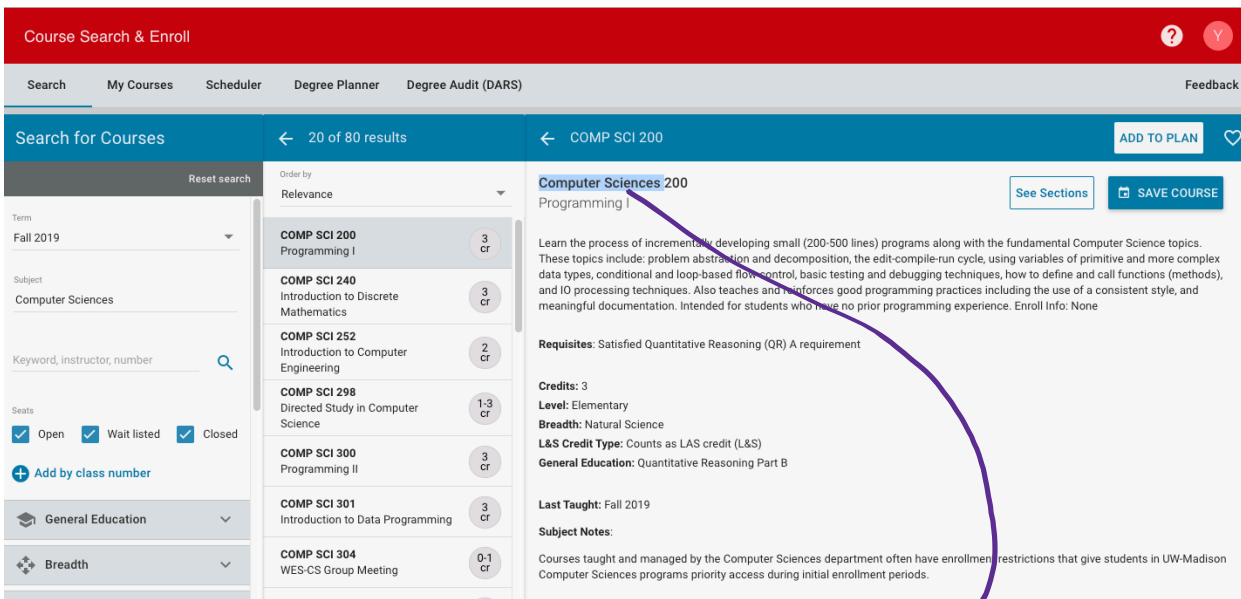 Course Search & Enroll
?
Y
Search
My Courses
Scheduler
Degree Planner
Degree Audit (DARS)
Feedback
Search for Courses
Reset search
Term
Fall 2019
Subject
Computer Sciences
Keyword, instructor, number
Seats
Open
Wait listed
Closed
Add by class number
General Education
Breadth
20 of 80 results
Order by
Relevance
COMP SCI 200
Programming I
3
cr
COMP SCI 240
Introduction to Discrete
Mathematics
3
cr
COMP SCI 252
Introduction to Computer
Engineering
2
cr
COMP SCI 298
Directed Study in Computer
Science
1-3
cr
COMP SCI 300
Programming II
3
cr
COMP SCI 301
Introduction to Data Programming
3
cr
COMP SCI 304
WES-CS Group Meeting
0-1
cr
COMP SCI 200
ADD TO PLAN
Computer Sciences 200
Programming I
See Sections
SAVE COURSE
Learn the process of incrementally developing small (200-500 lines) programs along with the fundamental Computer Science topics.
These topics include: problem abstraction and decomposition, the edit-compile-run cycle, using variables of primitive and more complex
data types, conditional and loop-based flow control, basic testing and debugging techniques, how to define and call functions (methods),
and IO processing techniques. Also teaches and reinforces good programming practices including the use of a consistent style, and
meaningful documentation. Intended for students who have no prior programming experience. Enroll Info: None
Requisites: Satisfied Quantitative Reasoning (QR) A requirement
Credits: 3
Level: Elementary
Breadth: Natural Science
L&S Credit Type: Counts as LAS credit (L&S)
General Education: Quantitative Reasoning Part B
Last Taught: Fall 2019
Subject Notes:
Courses taught and managed by the Computer Sciences department often have enrollment restrictions that give students in UW-Madison
Computer Sciences programs priority access during initial enrollment periods.